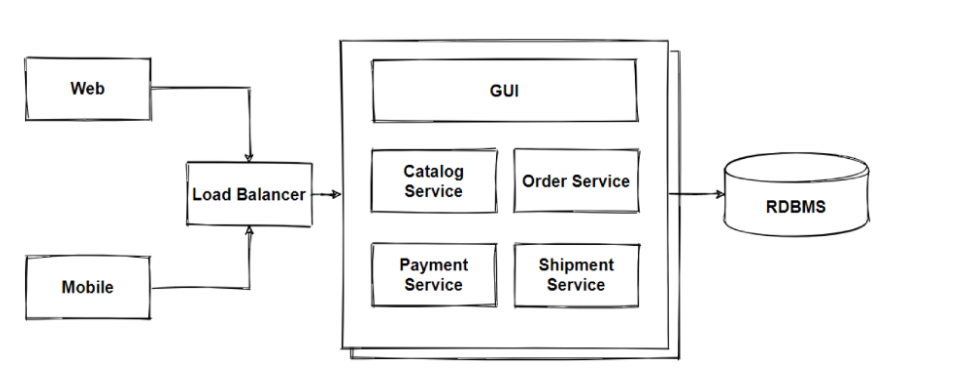 Web
GUI
Catalog
Service
Order Service
Load Balancer
RDBMS
Payment
Service
Shipment
Service
Mobile